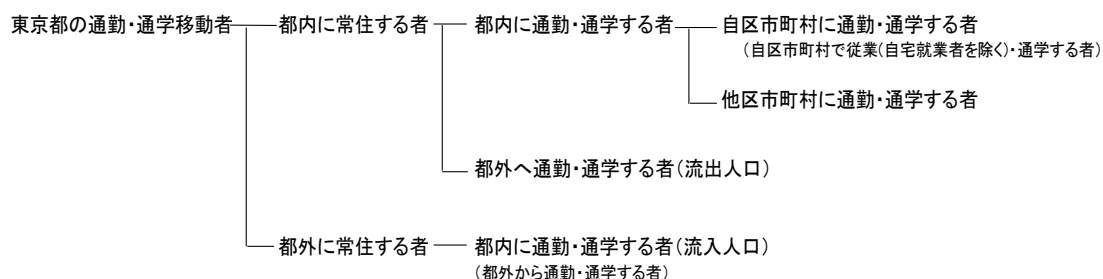 東京都の通勤・通学移動者 都内に常住する者 都内に通勤・通学する者 自区市町村に通勤・通学する者
（自区市町村で従業(自宅就業者を除く)・通学する者）
他区市町村に通勤・通学する者
都外へ通勤・通学する者（流出人口）
都外に常住する者 都内に通勤・通学する者（流入人口）
（都外から通勤・通学する者）